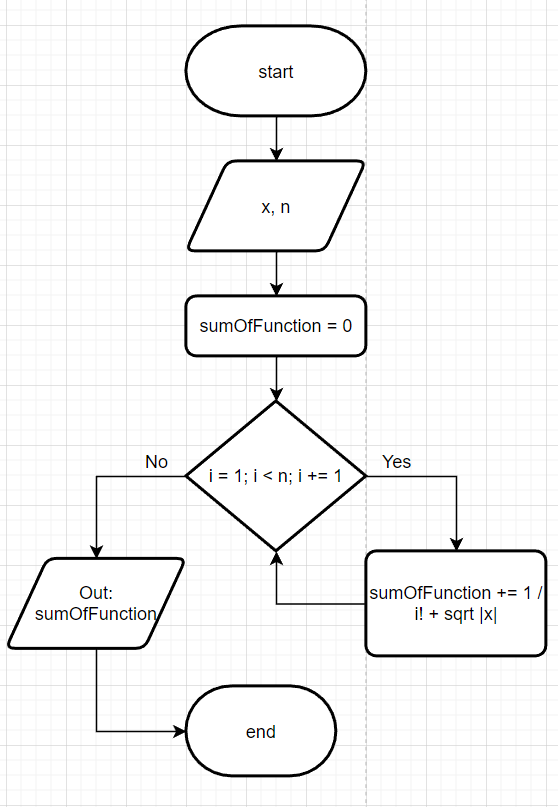 start
x, n
sumOfFunction = 0
No
i = 1; i < n; i += 1
Yes
Out:
sumOfFunction
sumOfFunction += 1 /
i! + sqrt |x|
end